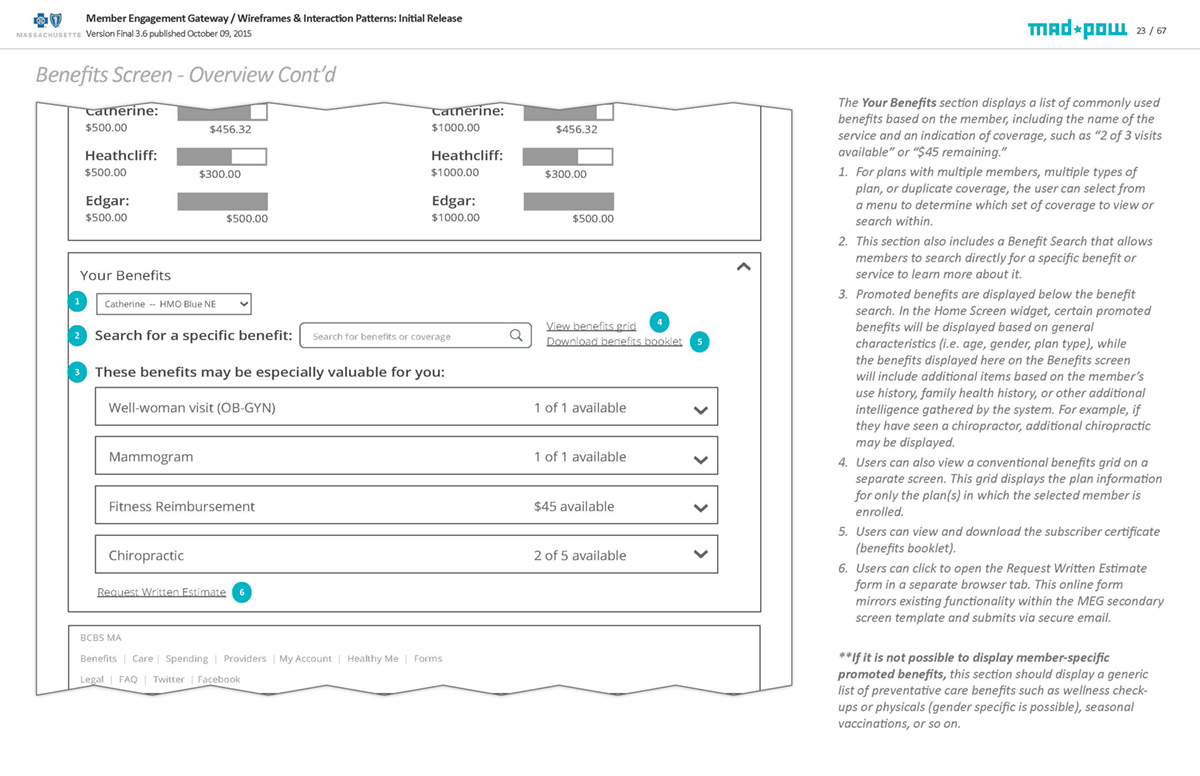 Member Engagement Gateway / Wireframes & Interaction Patterns: Initial Release
MASSACHUSETTS
Version Final 3.6 published October 09, 2015
mad*pow
23 / 67
Benefits Screen - Overview Cont'd
Catherine:
$500.00
$456.32
Catherine:
$1000.00
$456.32
Heathcliff:
$500.00
$300.00
Heathcliff:
$1000.00
$300.00
Edgar:
$500.00
$500.00
Edgar:
$1000.00
$500.00
Your Benefits
1
Catherine -- HMO Blue NE
2
Search for a specific benefit:
Search for benefits or coverage
View benefits grid
4
Download benefits booklet
5
3
These benefits may be especially valuable for you:
Well-woman visit (OB-GYN) 1 of 1 available
Mammogram 1 of 1 available
Fitness Reimbursement $45 available
Chiropractic 2 of 5 available
Request Written Estimate
6
BCBS MA
Benefits | Care | Spending | Providers | My Account | Healthy Me | Forms
Legal | FAQ | Twitter | Facebook
The Your Benefits section displays a list of commonly used
benefits based on the member, including the name of the
service and an indication of coverage, such as "2 of 3 visits
available" or "$45 remaining."
1. For plans with multiple members, multiple types of
plan, or duplicate coverage, the user can select from
a menu to determine which set of coverage to view or
search within.
2. This section also includes a Benefit Search that allows
members to search directly for a specific benefit or
service to learn more about it.
3. Promoted benefits are displayed below the benefit
search. In the Home Screen widget, certain promoted
benefits will be displayed based on general
characteristics (i.e. age, gender, plan type), while
the benefits displayed here on the Benefits screen
will include additional items based on the member's
use history, family health history, or other additional
intelligence gathered by the system. For example, if
they have seen a chiropractor, additional chiropractic
may be displayed.
4. Users can also view a conventional benefits grid on a
separate screen. This grid displays the plan information
for only the plan(s) in which the selected member is
enrolled.
5. Users can view and download the subscriber certificate
(benefits booklet).
6. Users can click to open the Request Written Estimate
form in a separate browser tab. This online form
mirrors existing functionality within the MEG secondary
screen template and submits via secure email.
**If it is not possible to display member-specific
promoted benefits, this section should display a generic
list of preventative care benefits such as wellness check-
ups or physicals (gender specific is possible), seasonal
vaccinations, or so on.